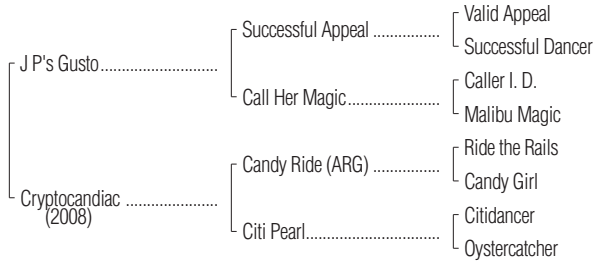 Valid Appeal
Successful Appeal ................
Successful Dancer
J P's Gusto............................
Caller I. D.
Call Her Magic......................
Malibu Magic
Ride the Rails
Candy Ride (ARG) ................
Candy Girl
Cryptocandiac ......................
(2008)
Citidancer
Citi Pearl................................
Oystercatcher